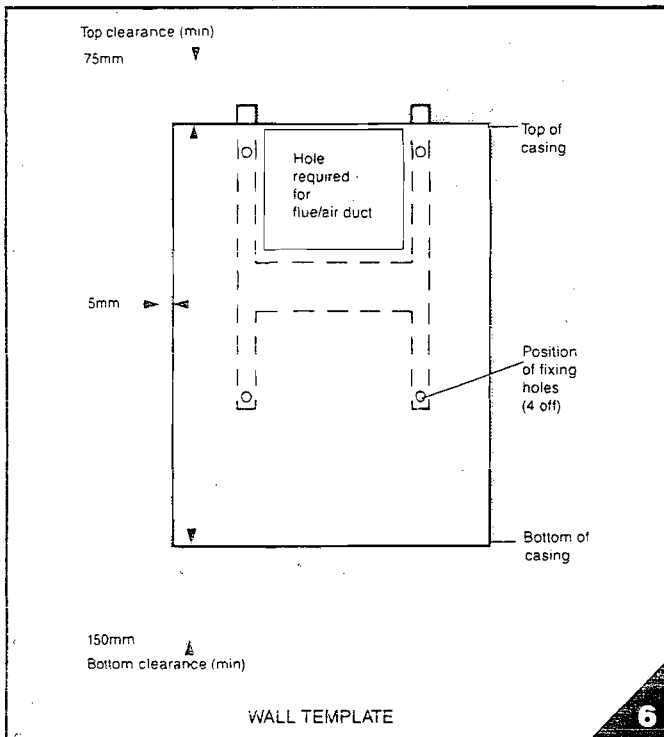 Top clearance (min)
75mm
Top of
casing
Hole
required
for
flue/air duct
5mm
Position
of fixing
holes
(4 off)
Bottom of
casing
150mm
Bottom clearance (min)
WALL TEMPLATE
6